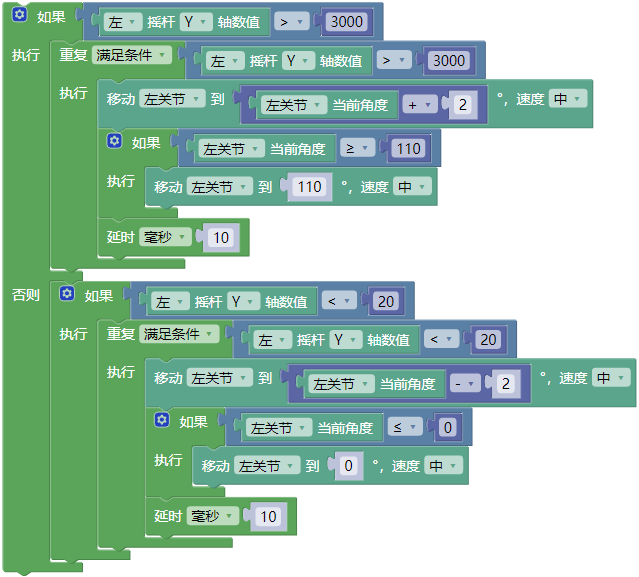 如果 左 摇杆 Y 轴数值 > 3000
执行 重复 满足条件 左 摇杆 Y 轴数值 > 3000
执行 移动 左关节 到 左关节 当前角度 + 2 °，速度 中
如果 左关节 当前角度 ≥ 110
执行 移动 左关节 到 110 °，速度 中
延时 毫秒 10
否则 如果 左 摇杆 Y 轴数值 < 20
执行 重复 满足条件 左 摇杆 Y 轴数值 < 20
执行 移动 左关节 到 左关节 当前角度 - 2 °，速度 中
如果 左关节 当前角度 ≤ 0
执行 移动 左关节 到 0 °，速度 中
延时 毫秒 10